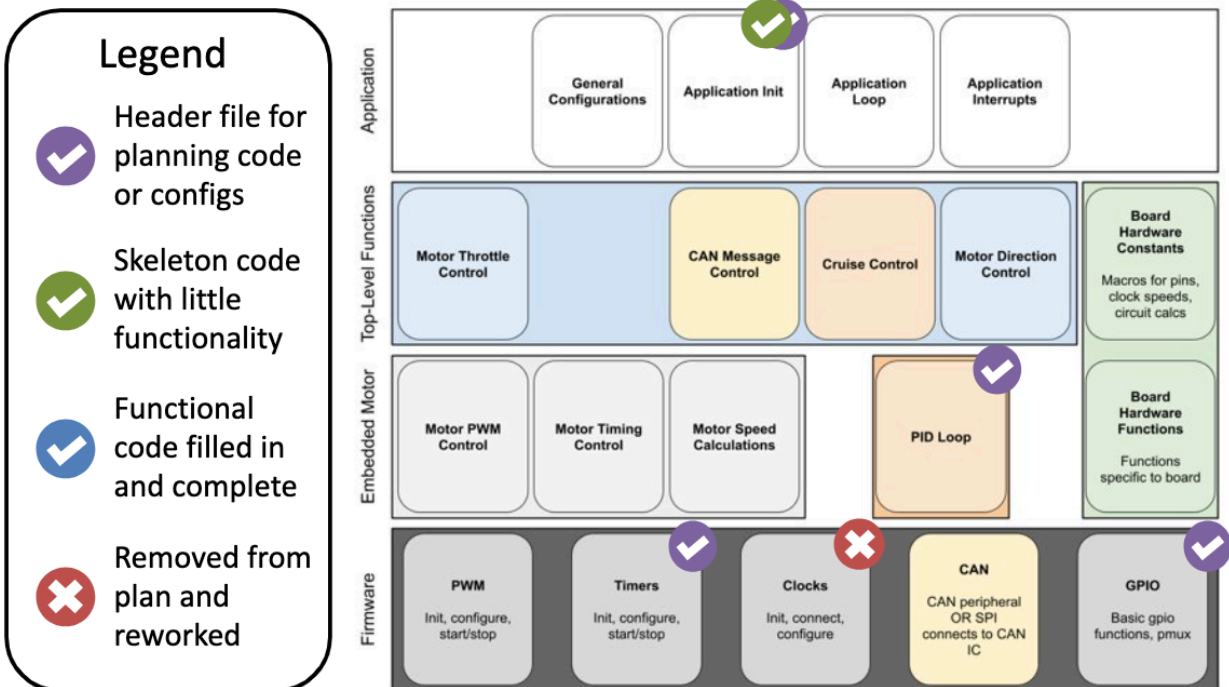 Legend
Header file for
planning code
or configs
Skeleton code
with little
functionality
Functional
code filled in
and complete
Removed from
plan and
reworked
Application
General
Configurations
Application Init
Application
Loop
Application
Interrupts
Top-Level Functions
Motor Throttle
Control
CAN Message
Control
Cruise Control
Motor Direction
Control
Board
Hardware
Constants
Macros for pins,
clock speeds,
circuit calcs
Embedded Motor
Motor PWM
Control
Motor Timing
Control
Motor Speed
Calculations
PID Loop
Board
Hardware
Functions
Functions
specific to board
Firmware
PWM
Init, configure,
start/stop
Timers
Init, configure,
start/stop
Clocks
Init, connect,
configure
CAN
CAN peripheral
OR SPI
connects to CAN
IC
GPIO
Basic gpio
functions, pmux